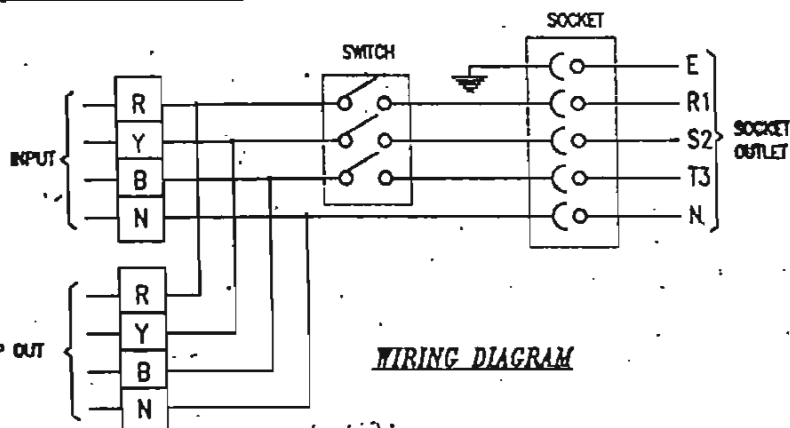 SOCKET
SWITCH
E
R R1
INPUT Y S2 SOCKET
B T3 OUTLET
N N
R
Y
OUT B
N
WIRING DIAGRAM